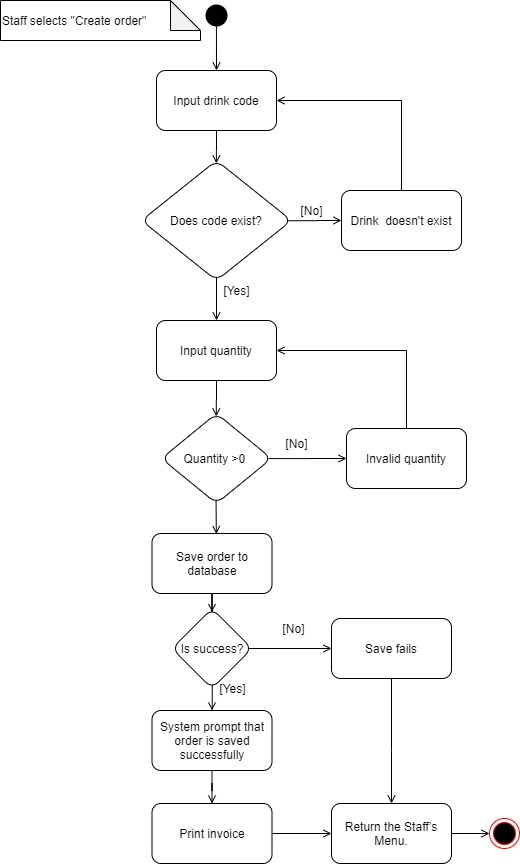 Staff selects "Create order"
Input drink code
Does code exist?
[No]
Drink  doesn't exist
[Yes]
Input quantity
[No]
Quantity >0
Invalid quantity
Save order to
database
[No]
Is success?
Save fails
[Yes]
System prompt that
order is saved
successfully
Print invoice
Return the Staff's
Menu.